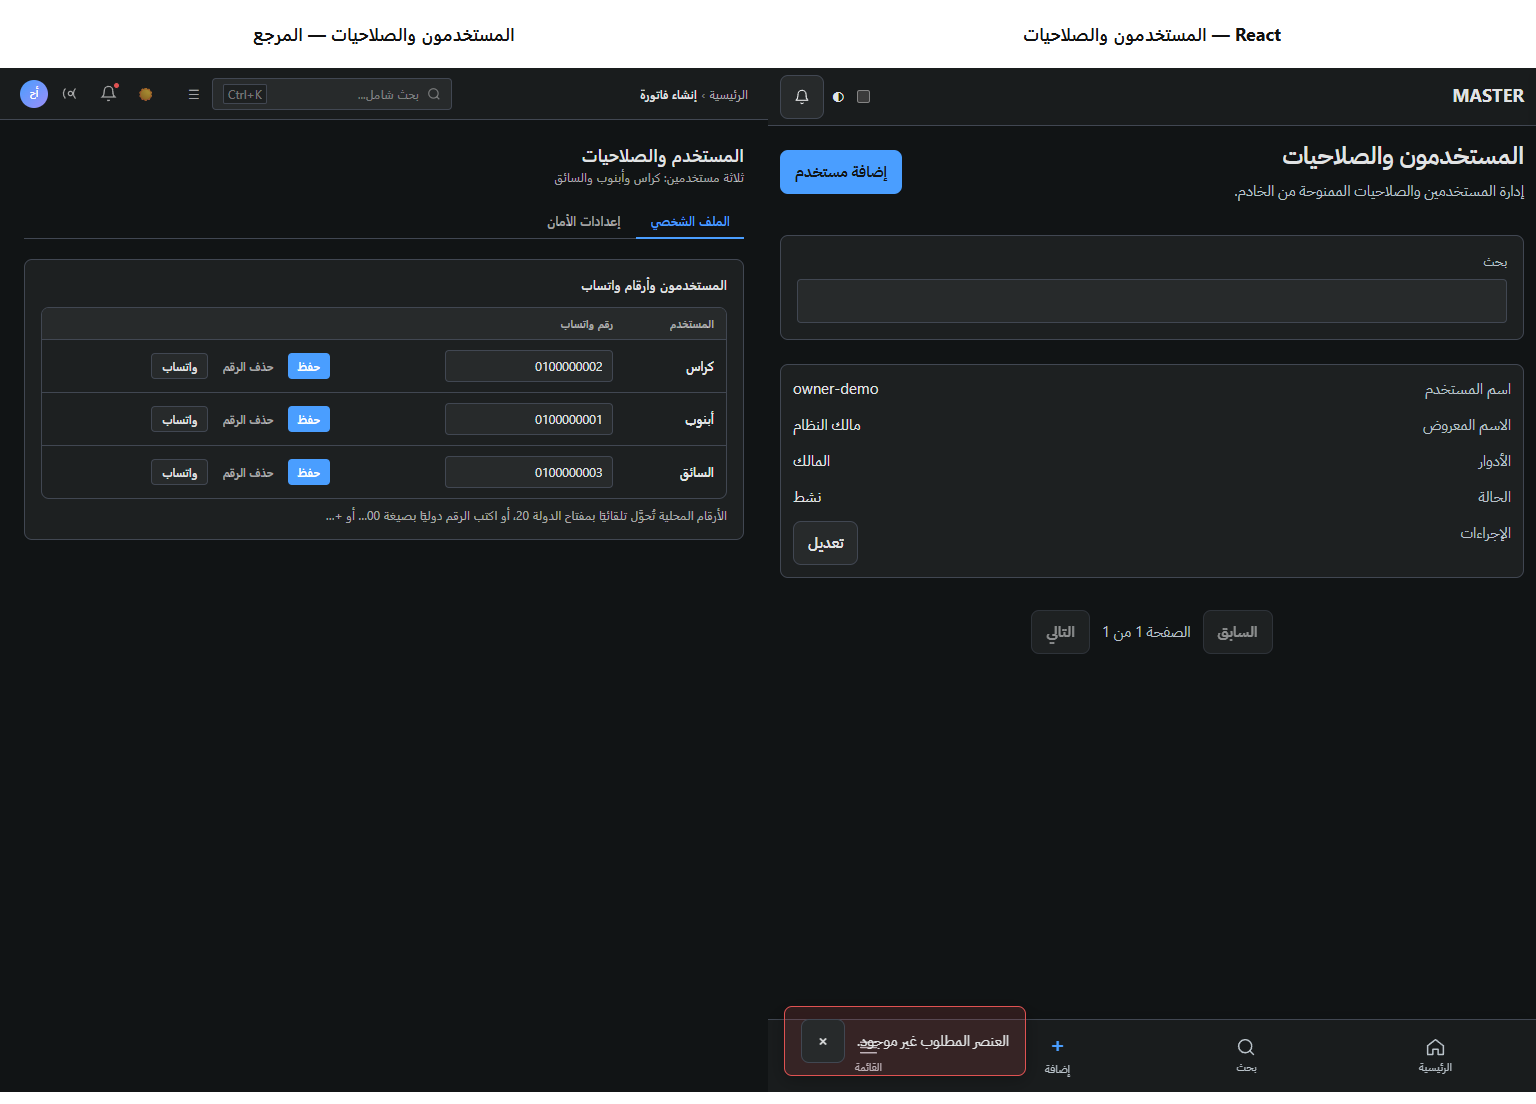 React — المستخدمون والصلاحيات
MASTER
المستخدمون والصلاحيات
إضافة مستخدم
إدارة المستخدمين والصلاحيات الممنوحة من الخادم.
بحث
اسم المستخدم owner-demo
الاسم المعروض مالك النظام
الأدوار المالك
الحالة نشط
الإجراءات تعديل
السابق الصفحة 1 من 1 التالي
العنصر المطلوب غير موجود. ×
الرئيسية بحث إضافة القائمة
المستخدمون والصلاحيات — المرجع
الرئيسية › إنشاء فاتورة بحث شامل... Ctrl+K أج
المستخدم والصلاحيات
ثلاثة مستخدمين: كراس وأبنوب والسائق
الملف الشخصي إعدادات الأمان
المستخدمون وأرقام واتساب
المستخدم رقم واتساب
كراس 0100000002 حفظ حذف الرقم واتساب
أبنوب 0100000001 حفظ حذف الرقم واتساب
السائق 0100000003 حفظ حذف الرقم واتساب
الأرقام المحلية تُحوَّل تلقائيًا بمفتاح الدولة 20، أو اكتب الرقم دوليًا بصيغة 00... أو +...